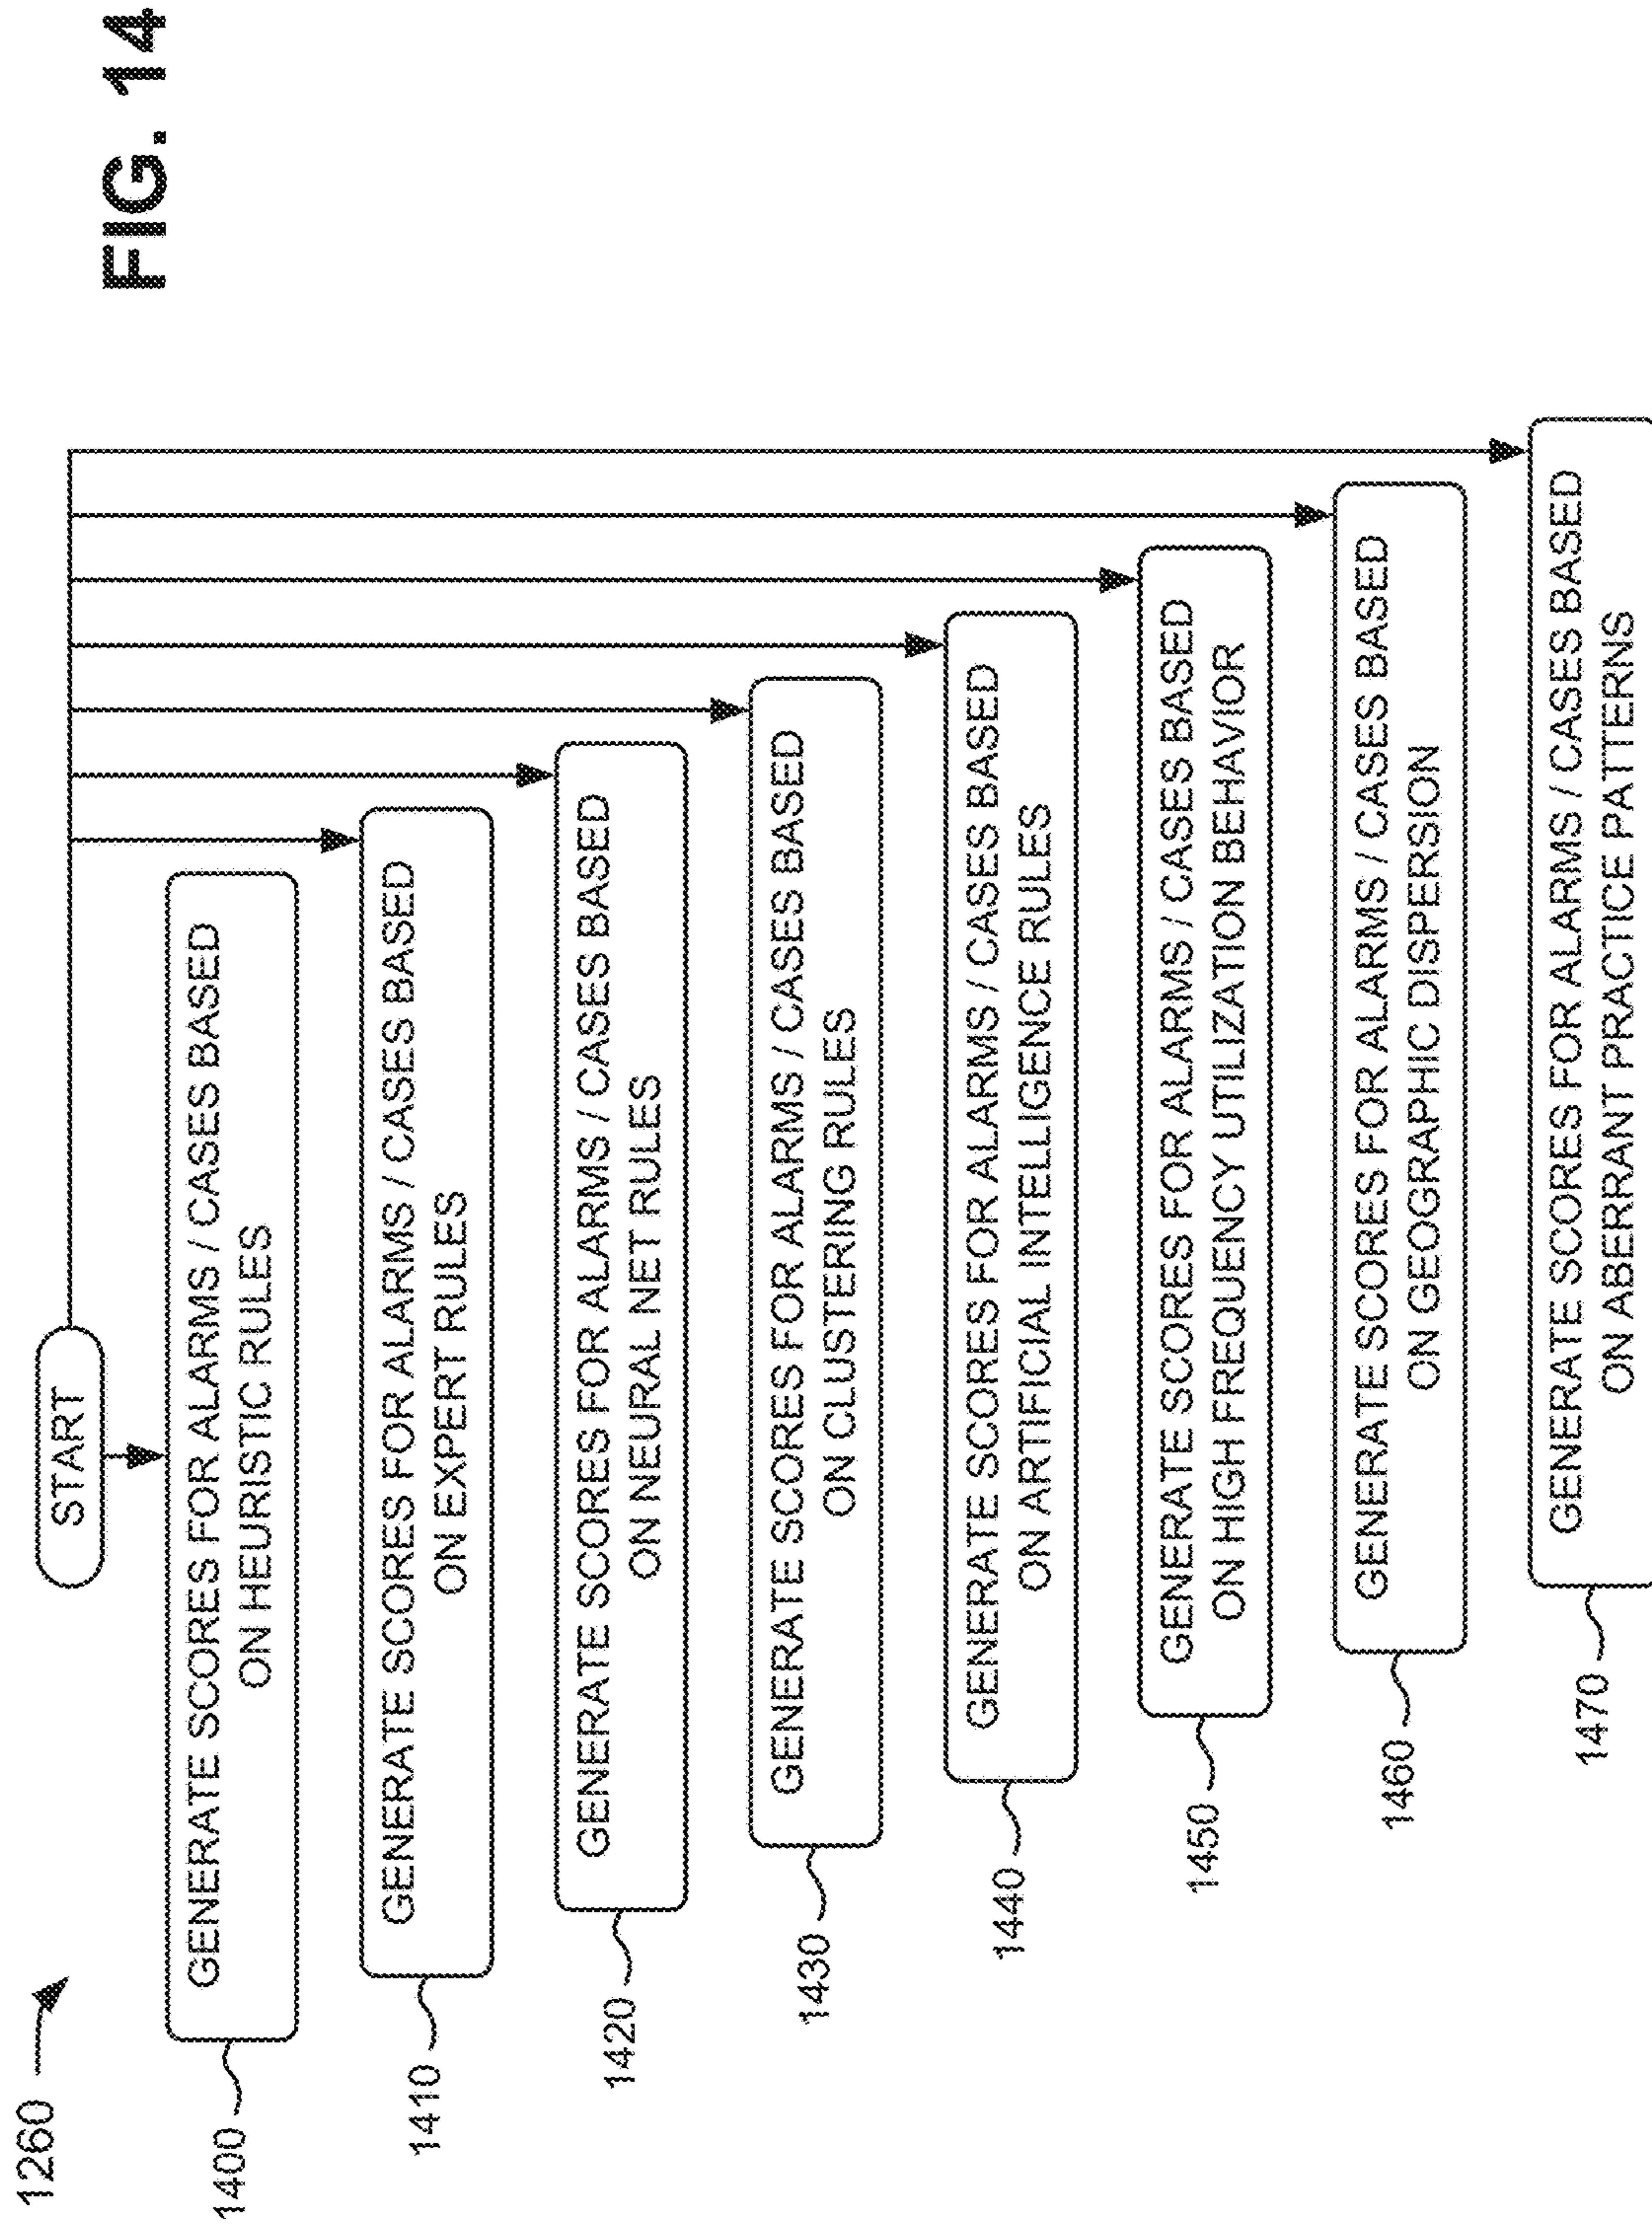 FIG. 14
1260
START
1400
GENERATE SCORES FOR ALARMS / CASES BASED
ON HEURISTIC RULES
1410
GENERATE SCORES FOR ALARMS / CASES BASED
ON EXPERT RULES
1420
GENERATE SCORES FOR ALARMS / CASES BASED
ON NEURAL NET RULES
1430
GENERATE SCORES FOR ALARMS / CASES BASED
ON CLUSTERING RULES
1440
GENERATE SCORES FOR ALARMS / CASES BASED
ON ARTIFICIAL INTELLIGENCE RULES
1450
GENERATE SCORES FOR ALARMS / CASES BASED
ON HIGH FREQUENCY UTILIZATION BEHAVIOR
1460
GENERATE SCORES FOR ALARMS / CASES BASED
ON GEOGRAPHIC DISPERSION
1470
GENERATE SCORES FOR ALARMS / CASES BASED
ON ABERRANT PRACTICE PATTERNS